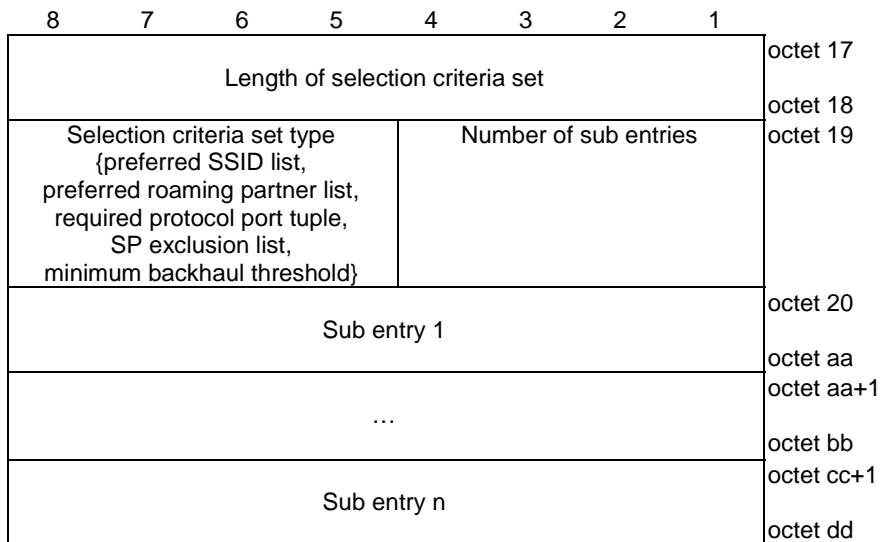 8 7 6 5 4 3 2 1
octet 17
Length of selection criteria set
octet 18
Selection criteria set type Number of sub entries octet 19
{preferred SSID list,
preferred roaming partner list,
required protocol port tuple,
SP exclusion list,
minimum backhaul threshold}
octet 20
Sub entry 1
octet aa
octet aa+1
…
octet bb
octet cc+1
Sub entry n
octet dd